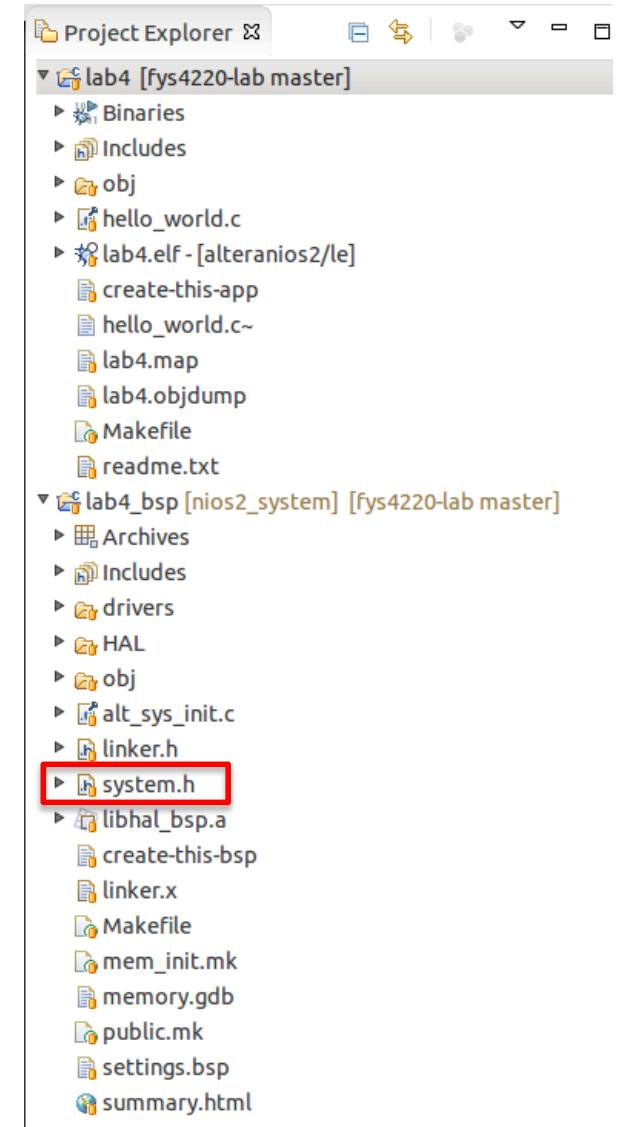 Project Explorer
lab4 [fys4220-lab master]
Binaries
Includes
obj
hello_world.c
lab4.elf - [alteranios2/le]
create-this-app
hello_world.c~
lab4.map
lab4.objdump
Makefile
readme.txt
lab4_bsp [nios2_system] [fys4220-lab master]
Archives
Includes
drivers
HAL
obj
alt_sys_init.c
linker.h
system.h
libhal_bsp.a
create-this-bsp
linker.x
Makefile
mem_init.mk
memory.gdb
public.mk
settings.bsp
summary.html